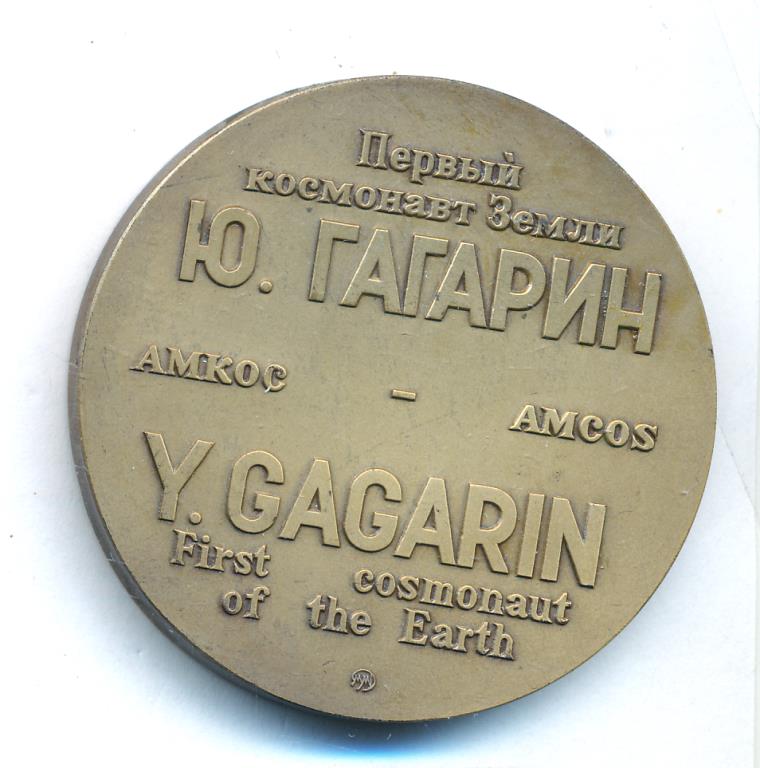 Первый
космонавт Земли
Ю. ГАГАРИН
АМКОС - AMCOS
Y. GAGARIN
First cosmonaut
of the Earth